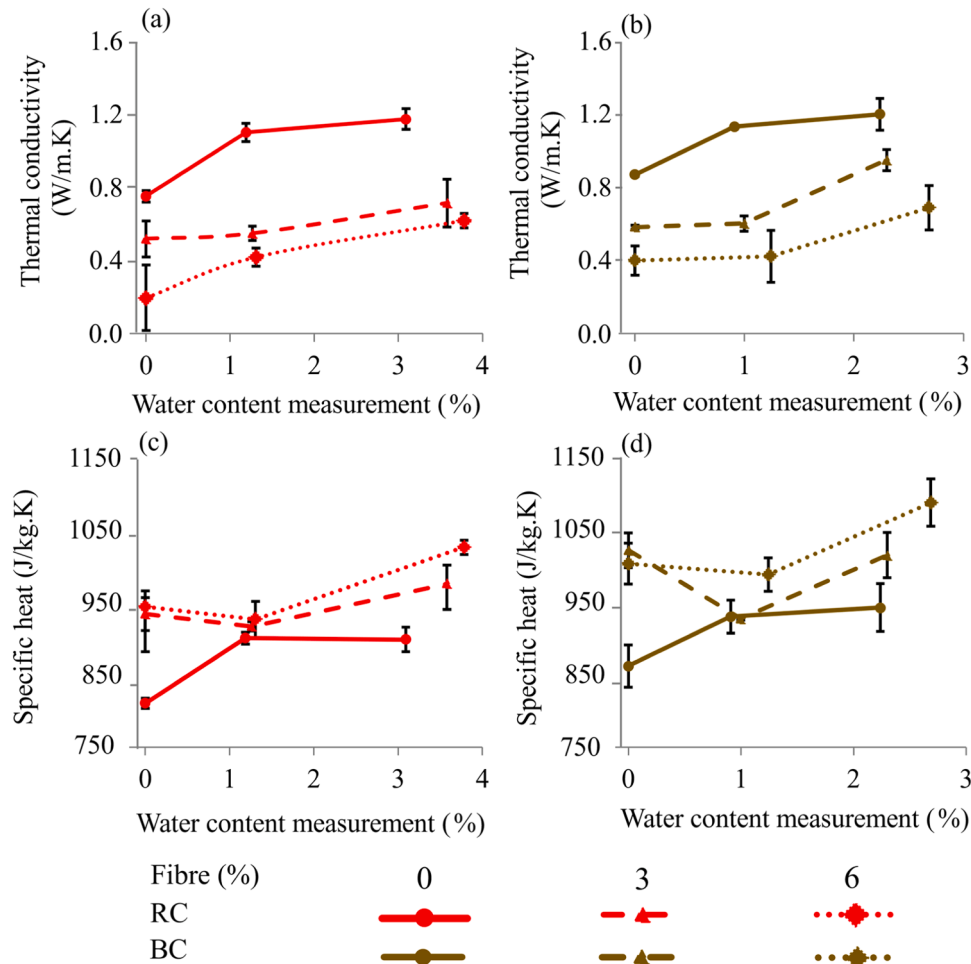 (a)
Thermal conductivity
(W/m.K)
1.6
1.2
0.8
0.4
0.0
0 1 2 3 4
Water content measurement (%)
(b)
Thermal conductivity
(W/m.K)
1.6
1.2
0.8
0.4
0.0
0 1 2 3
Water content measurement (%)
(c)
Specific heat (J/kg.K)
1150
1050
950
850
750
0 1 2 3 4
Water content measurement (%)
(d)
Specific heat (J/kg.K)
1150
1050
950
850
750
0 1 2 3
Water content measurement (%)
Fibre (%) 0 3 6
RC
BC